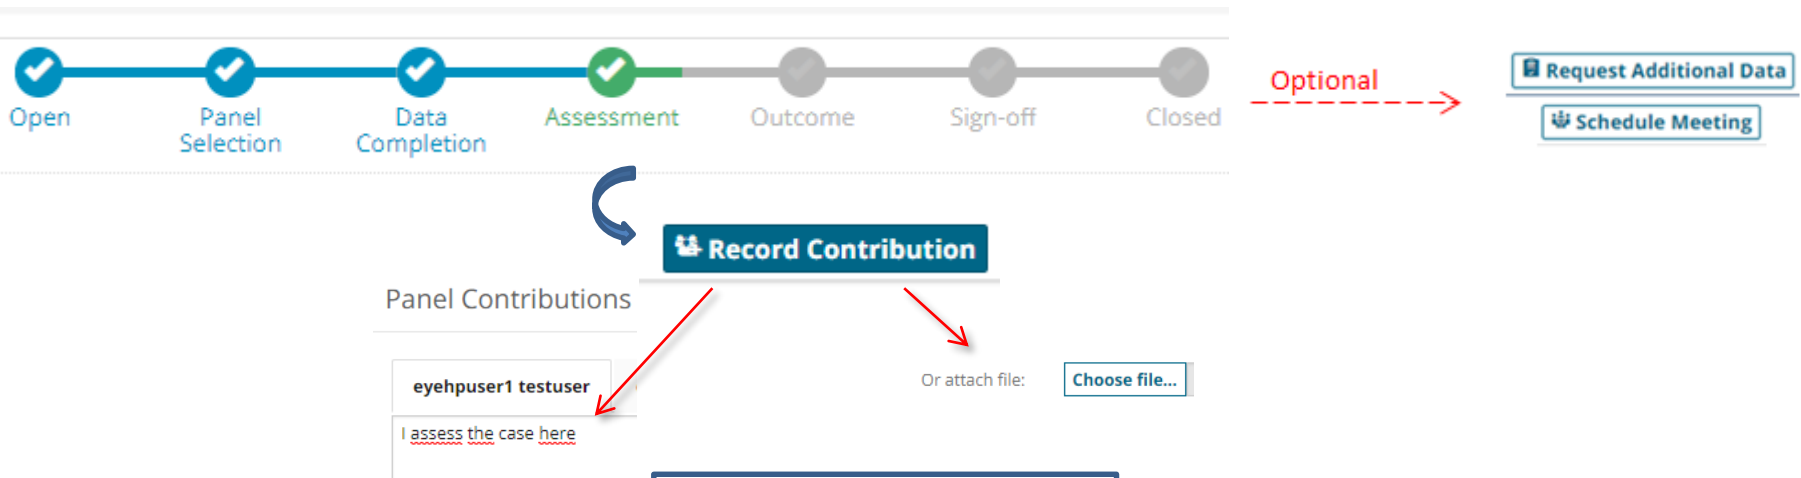 Open
Panel
Selection
Data
Completion
Assessment
Outcome
Sign-off
Closed
Optional
Request Additional Data
Schedule Meeting
Record Contribution
Panel Contributions
eyehpuser1 testuser
Or attach file:
Choose file...
I assess the case here